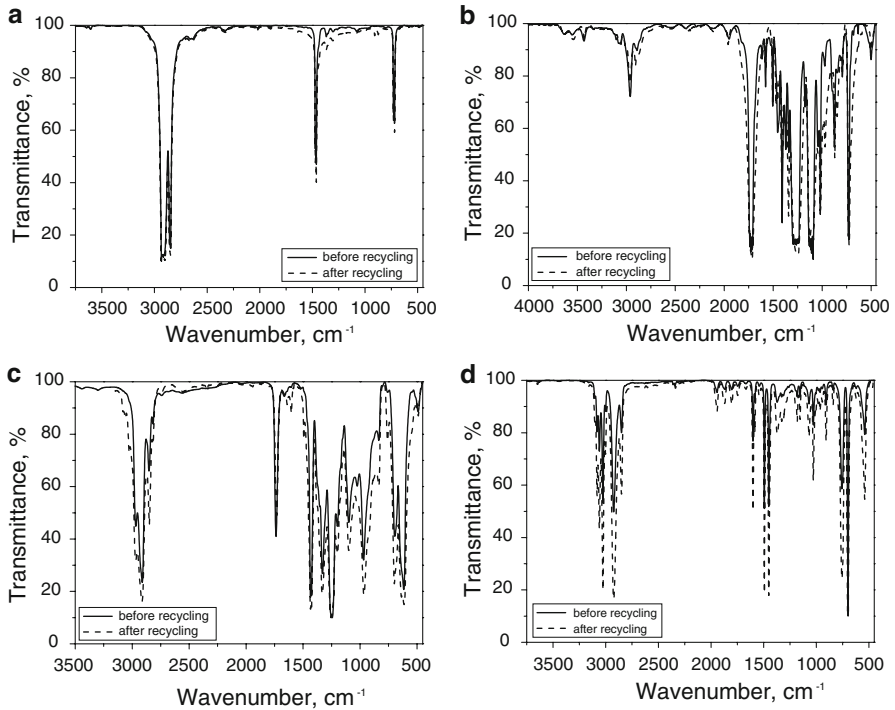 a
100
80
60
40
20
0
Transmittance, %
before recycling
after recycling
3500 3000 2500 2000 1500 1000 500
Wavenumber, cm-1
b
100
80
60
40
20
0
Transmittance, %
before recycling
after recycling
4000 3500 3000 2500 2000 1500 1000 500
Wavenumber, cm-1
c
100
80
60
40
20
0
Transmittance, %
before recycling
after recycling
3500 3000 2500 2000 1500 1000 500
Wavenumber, cm-1
d
100
80
60
40
20
0
Transmittance, %
before recycling
after recycling
3500 3000 2500 2000 1500 1000 500
Wavenumber, cm-1